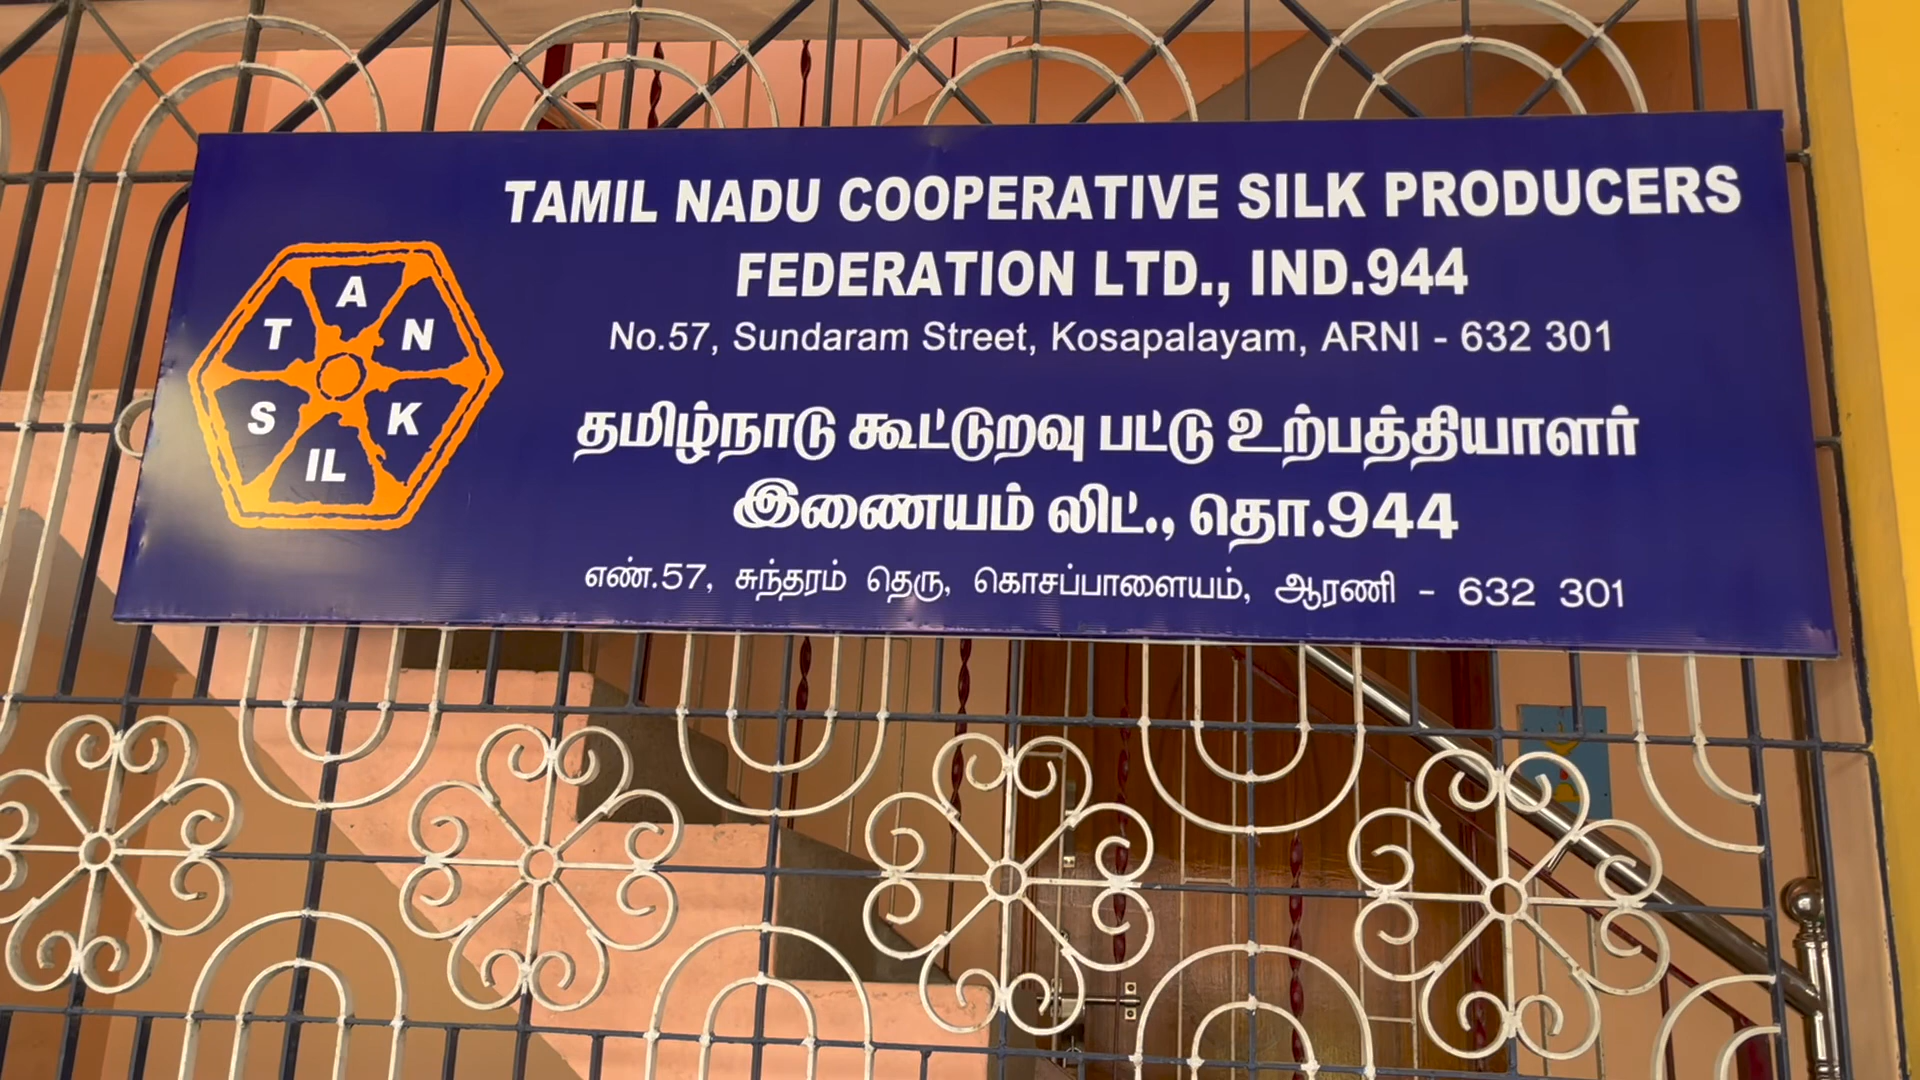 TAMIL NADU COOPERATIVE SILK PRODUCERS
FEDERATION LTD., IND.944
No.57, Sundaram Street, Kosapalayam, ARNI - 632 301
தமிழ்நாடு கூட்டுறவு பட்டு உற்பத்தியாளர்
இணையம் லிட்., தொ.944
எண்.57, சுந்தரம் தெரு, கொசப்பாளையம், ஆரணி - 632 301
T A N
S IL K